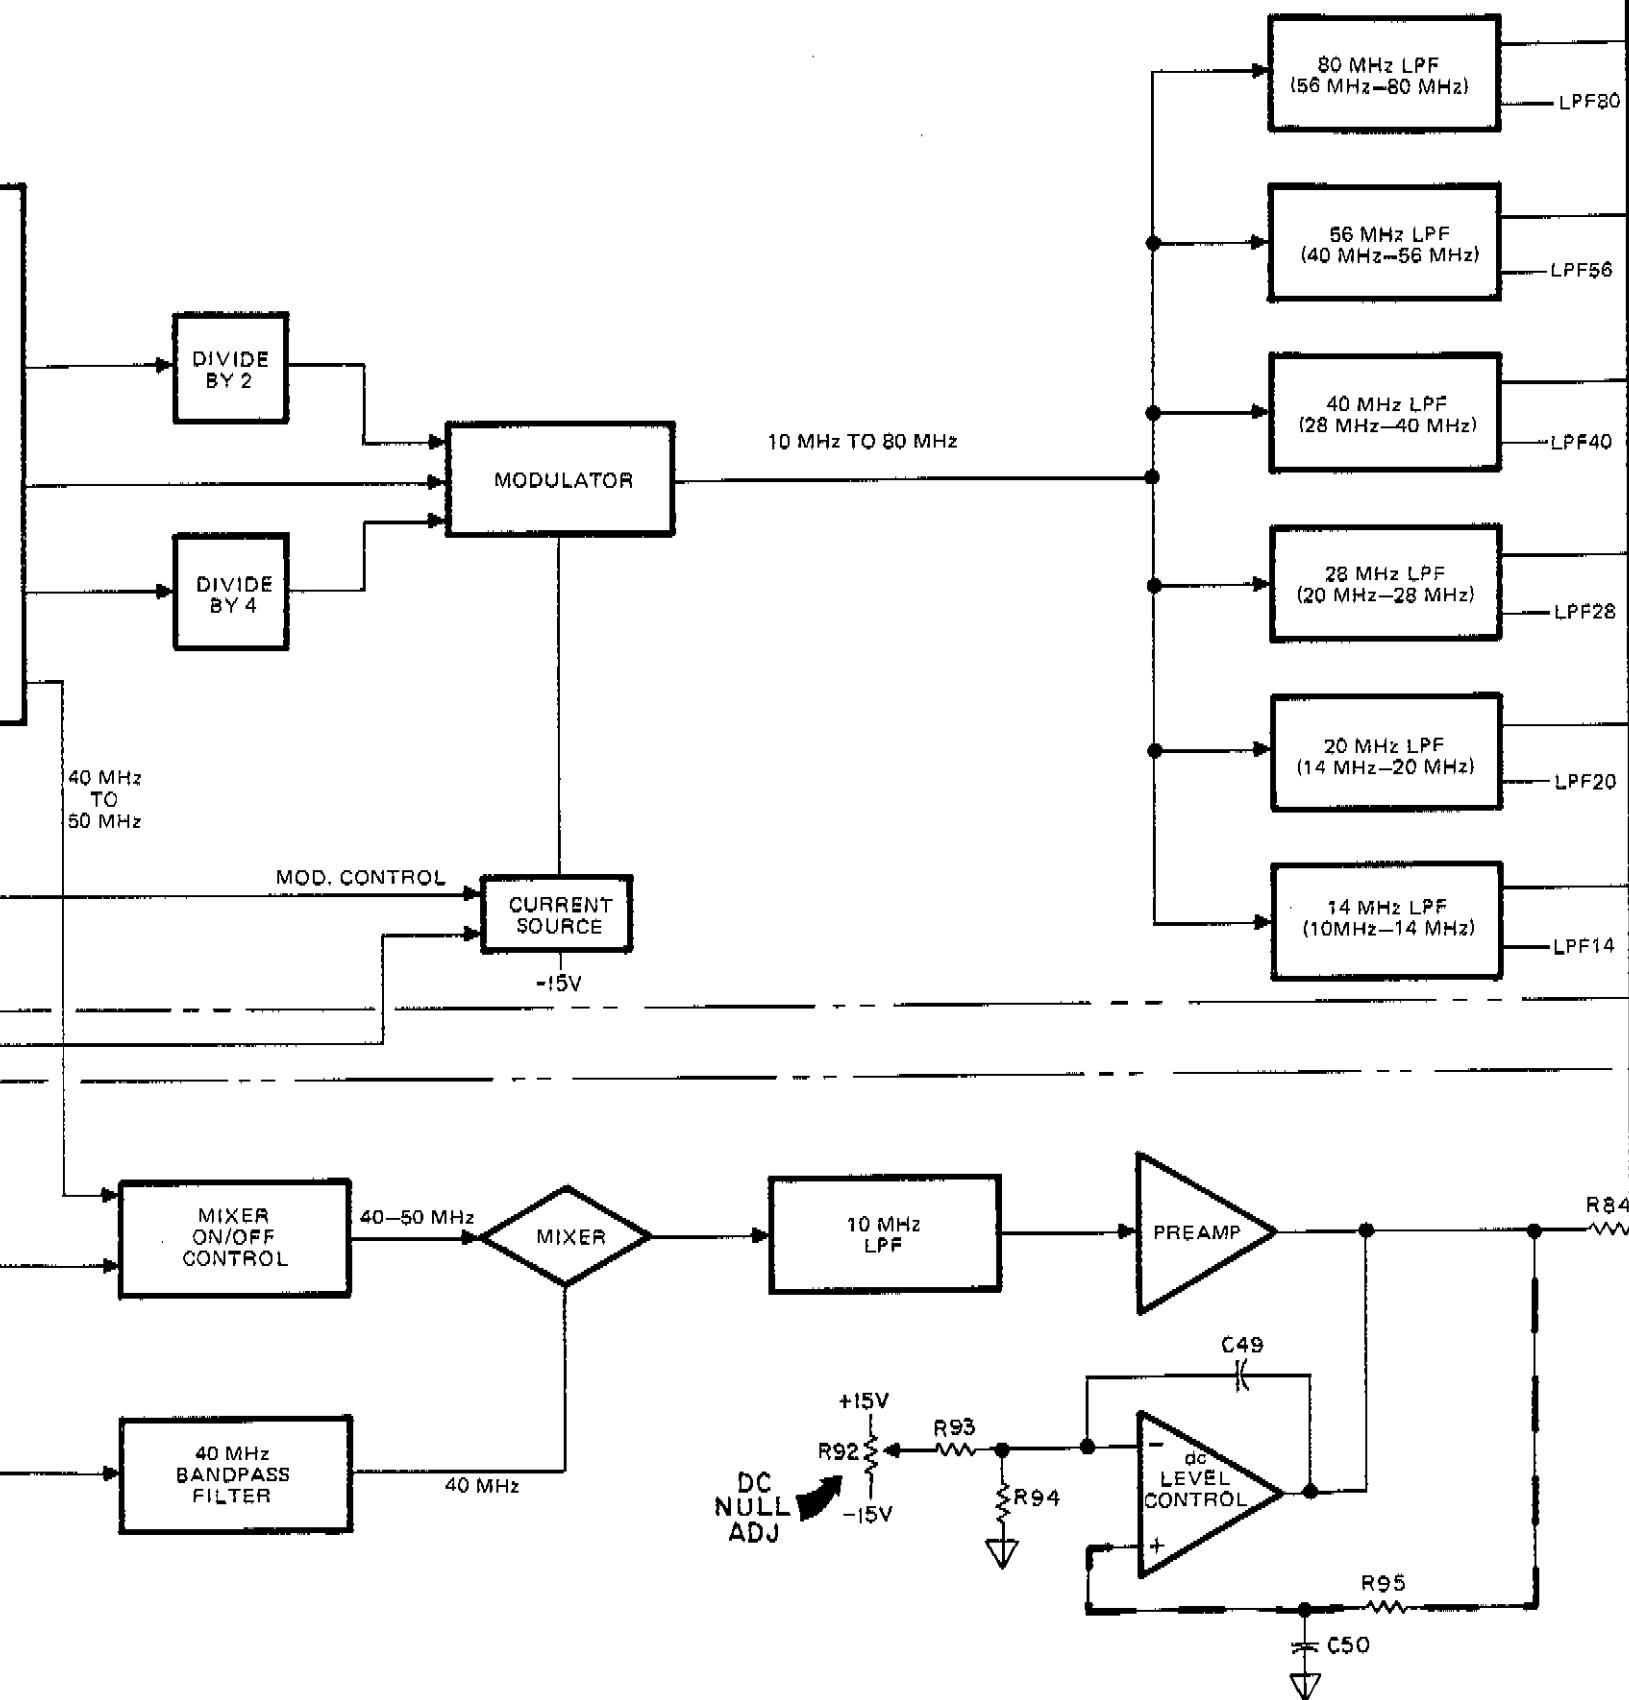 80 MHz LPF
(56 MHz–80 MHz)
LPF80
56 MHz LPF
(40 MHz–56 MHz)
LPF56
DIVIDE
BY 2
40 MHz LPF
(28 MHz–40 MHz)
LPF40
10 MHz TO 80 MHz
MODULATOR
DIVIDE
BY 4
28 MHz LPF
(20 MHz–28 MHz)
LPF28
20 MHz LPF
(14 MHz–20 MHz)
LPF20
40 MHz
TO
50 MHz
MOD. CONTROL
CURRENT
SOURCE
-15V
14 MHz LPF
(10MHz–14 MHz)
LPF14
MIXER
ON/OFF
CONTROL
40–50 MHz
MIXER
10 MHz
LPF
PREAMP
R84
C49
+15V
R92
-15V
R93
R94
DC
NULL
ADJ
-
dc
LEVEL
CONTROL
+
40 MHz
BANDPASS
FILTER
40 MHz
R95
C50